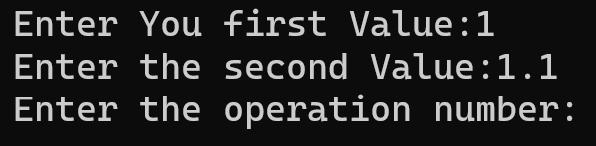 Enter You first Value:1
Enter the second Value:1.1
Enter the operation number: